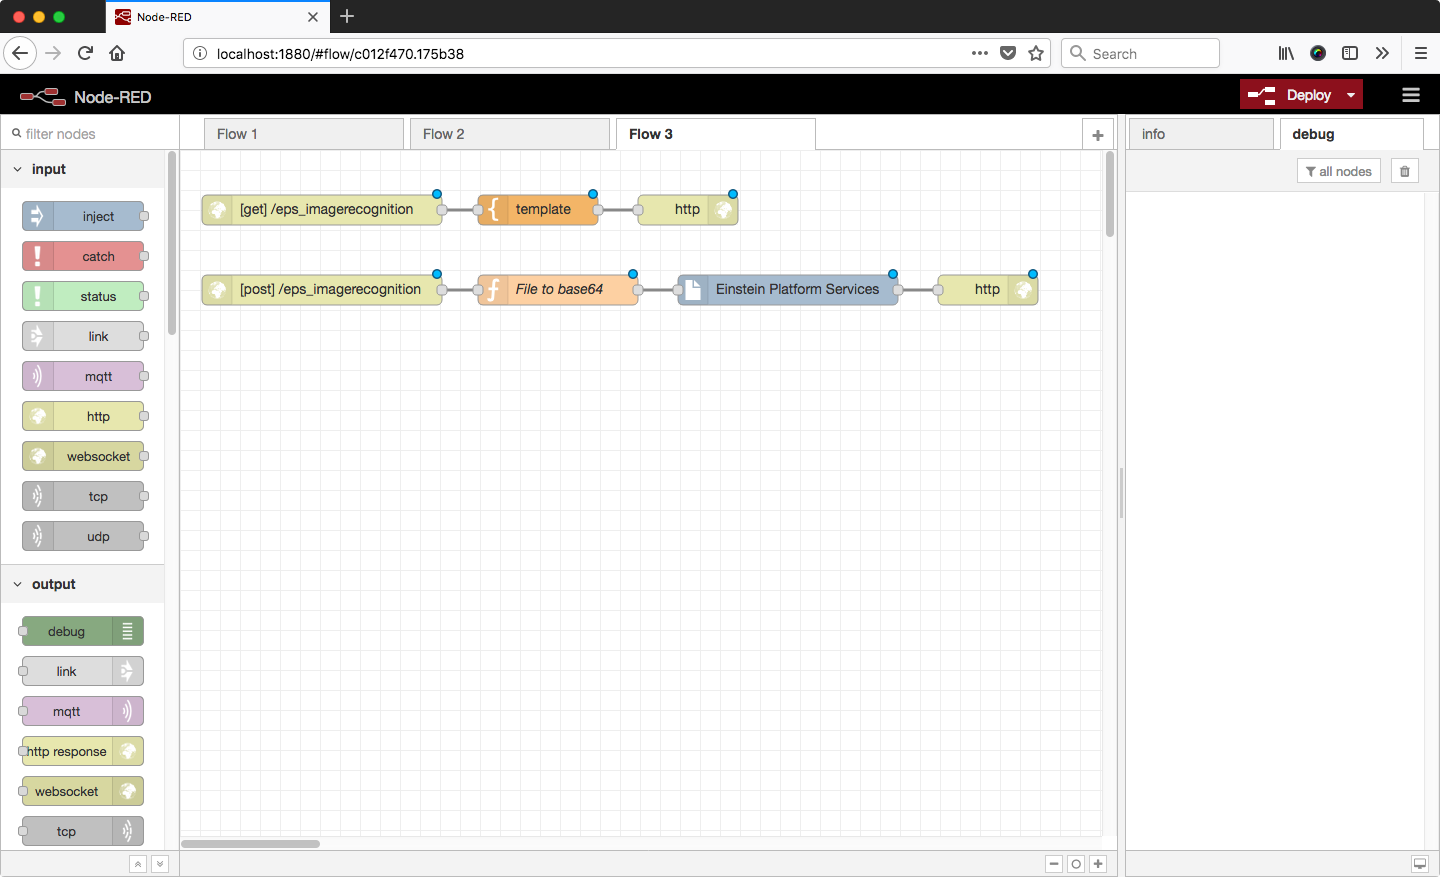 Node-RED
localhost:1880/#flow/c012f470.175b38
Search
Node-RED
Deploy
filter nodes
Flow 1
Flow 2
Flow 3
info
debug
all nodes
input
inject
catch
status
link
mqtt
http
websocket
tcp
udp
output
debug
link
mqtt
http response
websocket
tcp
[get] /eps_imagerecognition
template
http
[post] /eps_imagerecognition
File to base64
Einstein Platform Services
http